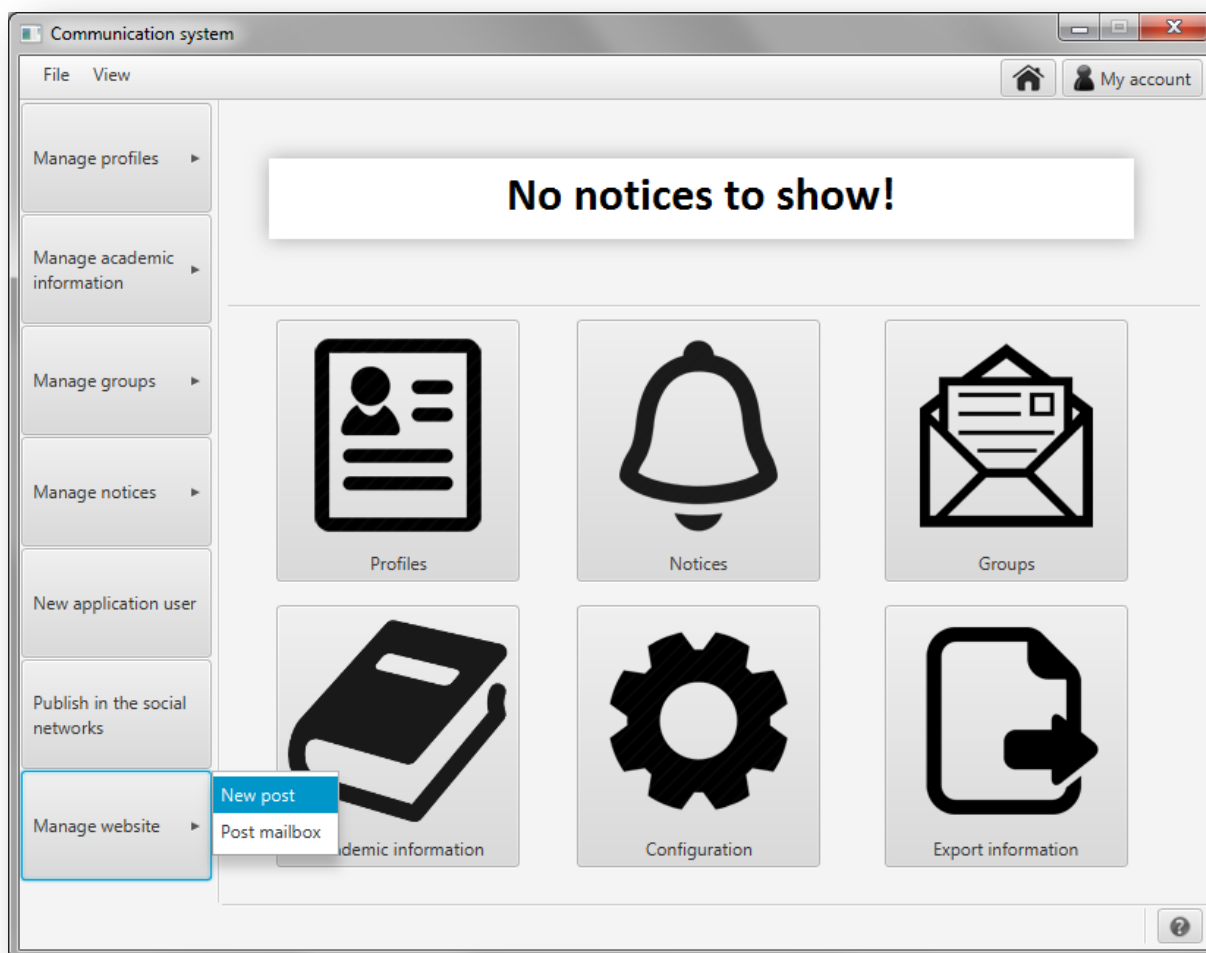 Communication system
File View
My account
Manage profiles
Manage academic
information
Manage groups
Manage notices
New application user
Publish in the social
networks
Manage website
New post
Post mailbox
No notices to show!
Profiles
Notices
Groups
ademic information
Configuration
Export information